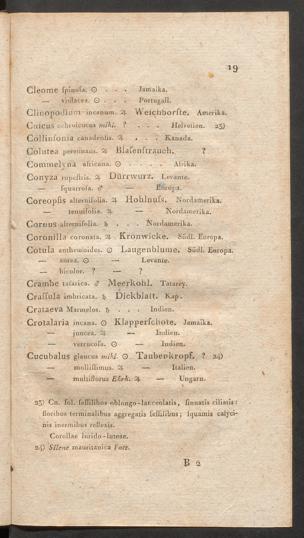 19
Cleome spinosa. ☉ . . . Jamaika.
— violacea. ☉ . . . Portugall.
Clinopodium incanum. ♃ Weichborste. Amerika.
Cnicus ochroleucus mihi. ? . . . Helvetien. 23)
Collinsonia canadensis. ♃ . . . Kanada.
Colutea perennans. ♃ Blasenstrauch. ?
Commelyna africana. ☉ . . . . . Afrika.
Conyza rupestris. ♃ Dürrwurz. Levante.
— squarrosa. ♂ — Europa.
Coreopsis alternifolia. ♃ Hohlnuss. Nordamerika.
— tenuifolia. ♃ — Nordamerika.
Cornus alternifolia. ♄ . . . Nordamerika.
Coronilla coronata. ♃ Kronwicke. Südl. Europa.
Cotula anthemoides. ☉ Laugenblume. Südl. Europa.
— aurea. ☉ — Levante.
— bicolor. ? — ?
Crambe tatarica. ♂ Meerkohl. Tatarey.
Crassula imbricata. ♄ Dickblatt. Kap.
Crataeva Marmelos. ♄ . . . Indien.
Crotalaria incana. ☉ Klapperschote. Jamaika.
— juncea. ♃ — Indien.
— verrucosa. ☉ — Indien.
Cucubalus glaucus mihi. ☉ Taubenkropf. ? 24)
— mollissimus. ♃ — Italien.
— multiflorus Ehrh. ♃ — Ungarn.
23) Cn. fol. sessilibus oblongo-lanceolatis, sinuatis ciliatis:
floribus terminalibus aggregatis sessilibus; squamis calyci-
nis inermibus reflexis.
Corollae lurido-luteae.
24) Silene mauritanica Pott.
B 2